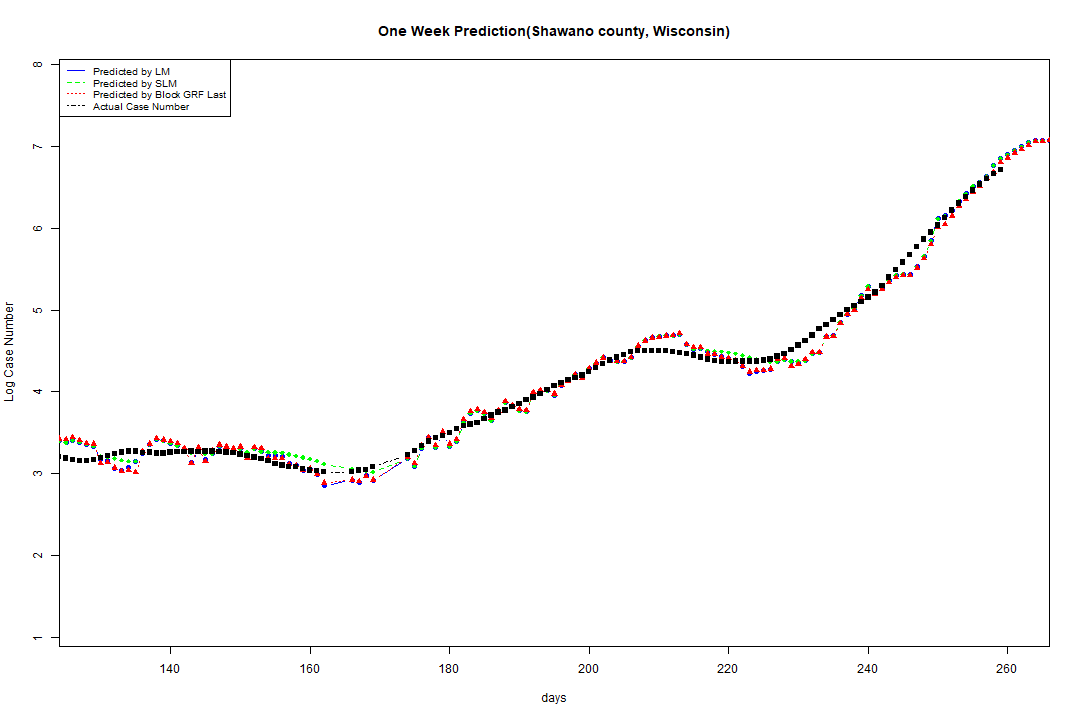 One Week Prediction(Shawano county, Wisconsin)
Predicted by LM
Predicted by SLM
Predicted by Block GRF Last
Actual Case Number
8
7
6
5
4
3
2
1
Log Case Number
140 160 180 200 220 240 260
days